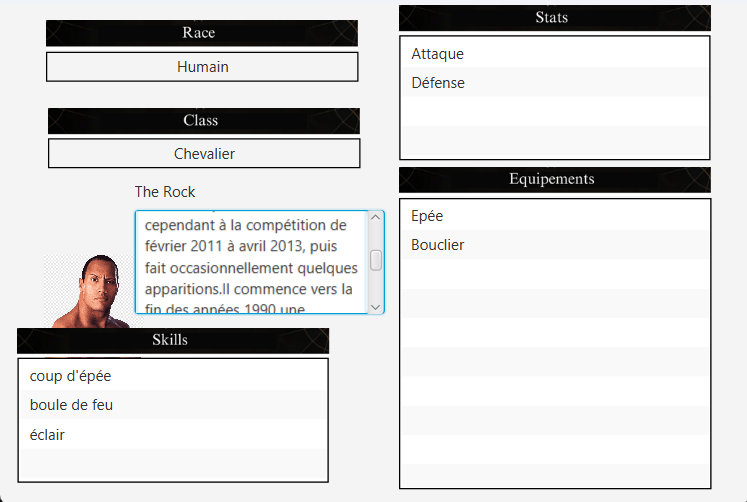 Race
Humain
Class
Chevalier
The Rock
cependant à la compétition de
février 2011 à avril 2013, puis
fait occasionnellement quelques
apparitions.Il commence vers la
fin des années 1990 une
Skills
coup d'épée
boule de feu
éclair
Stats
Attaque
Défense
Equipements
Epée
Bouclier